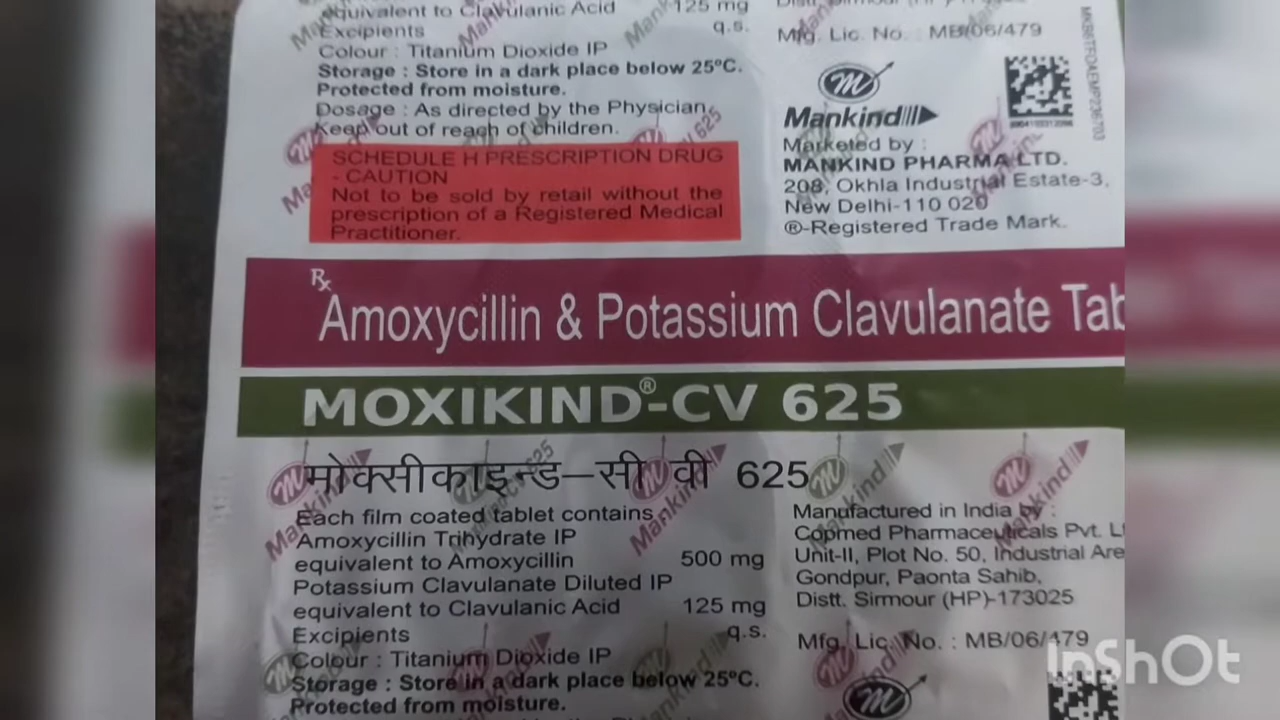 equivalent to Clavulanic Acid 125 mg
Excipients q.s.
Colour : Titanium Dioxide IP
Storage : Store in a dark place below 25°C.
Protected from moisture.
Dosage : As directed by the Physician.
Keep out of reach of children.
SCHEDULE H PRESCRIPTION DRUG
- CAUTION
Not to be sold by retail without the
prescription of a Registered Medical
Practitioner.
Mfg. Lic. No. : MB/06/479
Mankind
Marketed by :
MANKIND PHARMA LTD.
208, Okhla Industrial Estate-3,
New Delhi-110 020
®-Registered Trade Mark.
Rx
Amoxycillin & Potassium Clavulanate Tab
MOXIKIND®-CV 625
मोक्सीकाइन्ड–सी वी 625
Each film coated tablet contains
Amoxycillin Trihydrate IP
equivalent to Amoxycillin 500 mg
Potassium Clavulanate Diluted IP
equivalent to Clavulanic Acid 125 mg
Excipients q.s.
Colour : Titanium Dioxide IP
Storage : Store in a dark place below 25°C.
Protected from moisture.
Manufactured in India by :
Copmed Pharmaceuticals Pvt. Lt
Unit-II, Plot No. 50, Industrial Are
Gondpur, Paonta Sahib,
Distt. Sirmour (HP)-173025
Mfg. Lic. No. : MB/06/479
InShOt